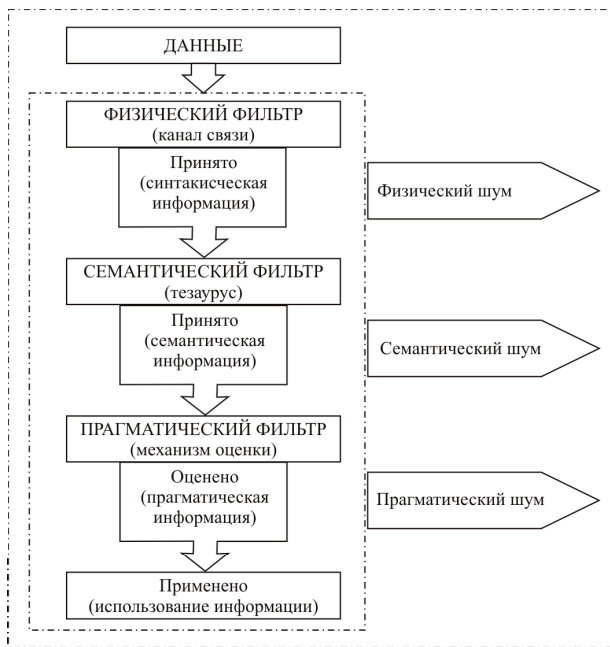 ДАННЫЕ
ФИЗИЧЕСКИЙ ФИЛЬТР
(канал связи)
Принято
(синтакисческая
информация)
Физический шум
СЕМАНТИЧЕСКИЙ ФИЛЬТР
(тезаурус)
Принято
(семантическая
информация)
Семантический шум
ПРАГМАТИЧЕСКИЙ ФИЛЬТР
(механизм оценки)
Оценено
(прагматическая
информация)
Прагматический шум
Применено
(использование информации)